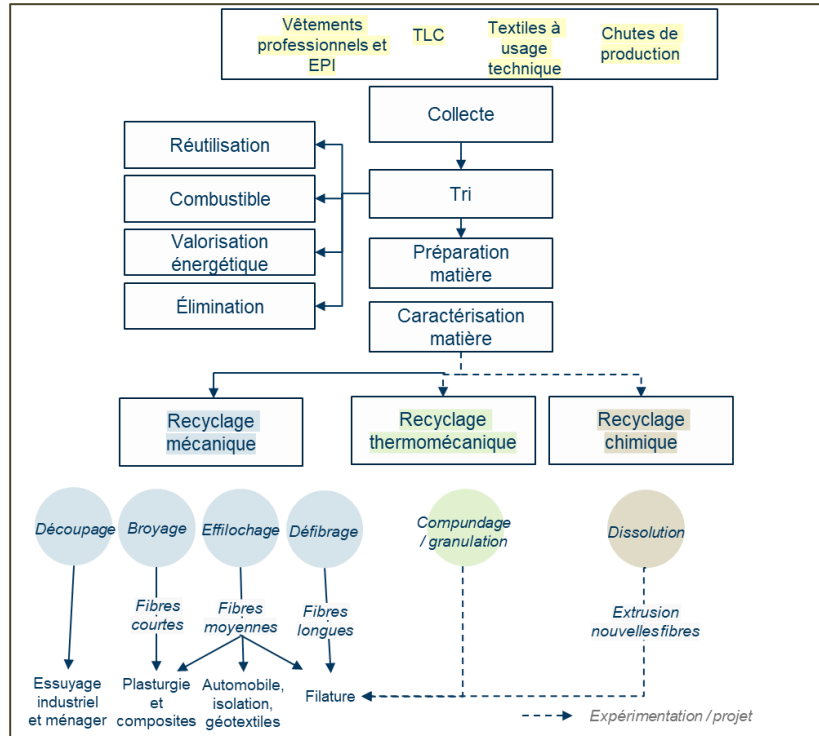 Vêtements
professionnels et
EPI
TLC
Textiles à
usage
technique
Chutes de
production
Collecte
Réutilisation
Combustible
Tri
Valorisation
énergétique
Préparation
matière
Élimination
Caractérisation
matière
Recyclage
mécanique
Recyclage
thermomécanique
Recyclage
chimique
Découpage
Broyage
Effilochage
Défibrage
Compundage
/ granulation
Dissolution
Fibres
courtes
Fibres
moyennes
Fibres
longues
Extrusion
nouvelles fibres
Essuyage
industriel
et ménager
Plasturgie
et
composites
Automobile,
isolation,
géotextiles
Filature
Expérimentation / projet